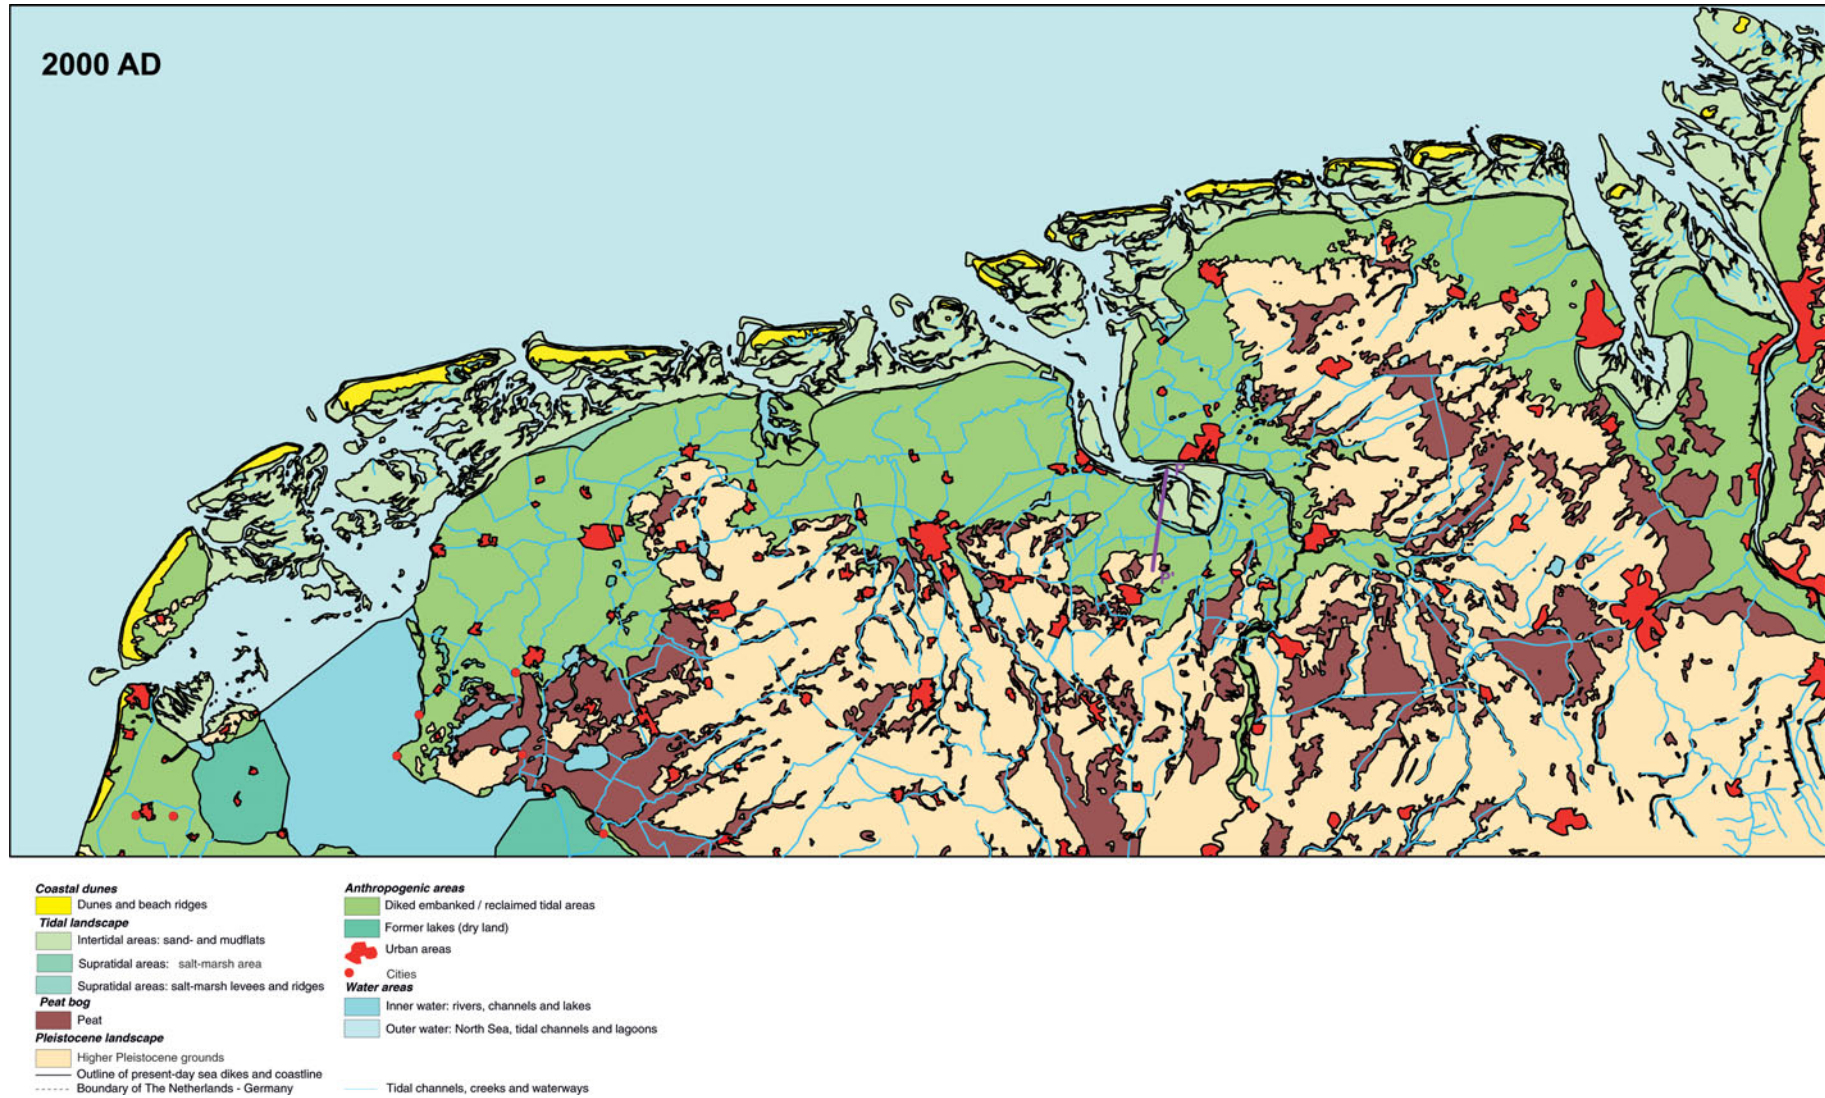 2000 AD
P
P'
Coastal dunes
Dunes and beach ridges
Tidal landscape
Intertidal areas: sand- and mudflats
Supratidal areas: salt-marsh area
Supratidal areas: salt-marsh levees and ridges
Peat bog
Peat
Pleistocene landscape
Higher Pleistocene grounds
Outline of present-day sea dikes and coastline
Boundary of The Netherlands - Germany
Anthropogenic areas
Diked embanked / reclaimed tidal areas
Former lakes (dry land)
Urban areas
Cities
Water areas
Inner water: rivers, channels and lakes
Outer water: North Sea, tidal channels and lagoons
Tidal channels, creeks and waterways